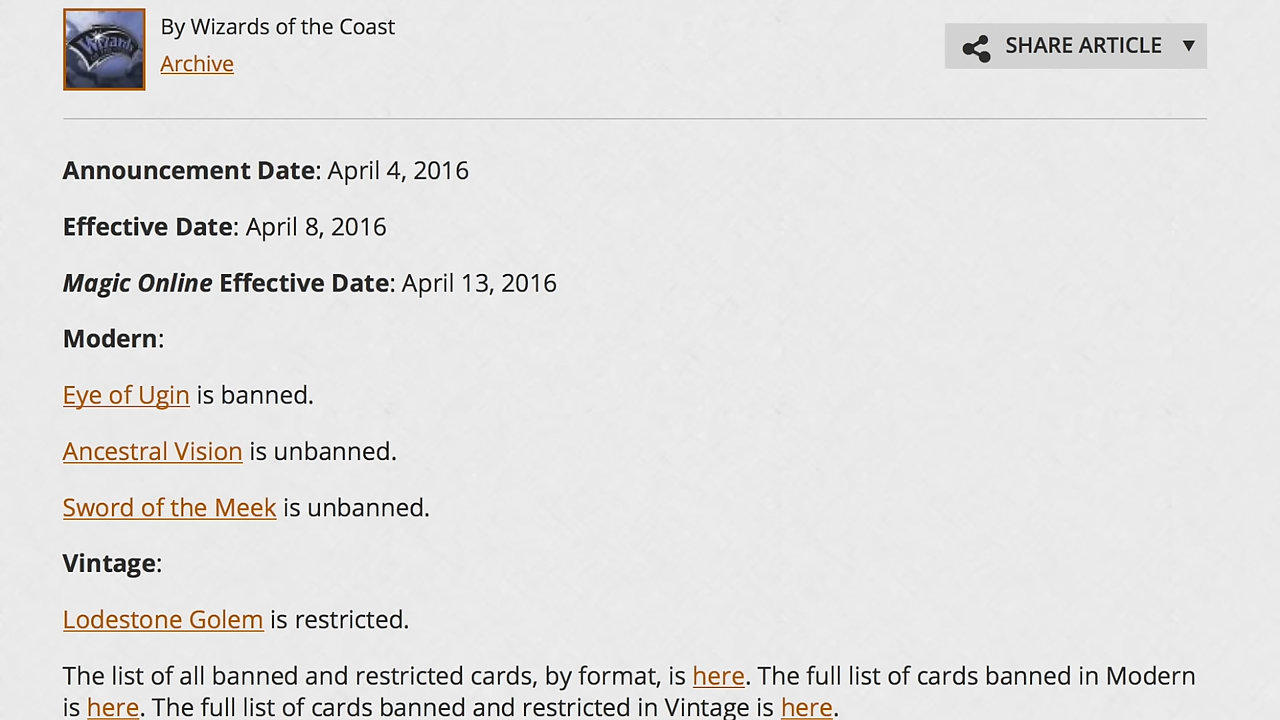 Wizards
By Wizards of the Coast
Archive
SHARE ARTICLE ▼
Announcement Date: April 4, 2016
Effective Date: April 8, 2016
Magic Online Effective Date: April 13, 2016
Modern:
Eye of Ugin is banned.
Ancestral Vision is unbanned.
Sword of the Meek is unbanned.
Vintage:
Lodestone Golem is restricted.
The list of all banned and restricted cards, by format, is here. The full list of cards banned in Modern
is here. The full list of cards banned and restricted in Vintage is here.